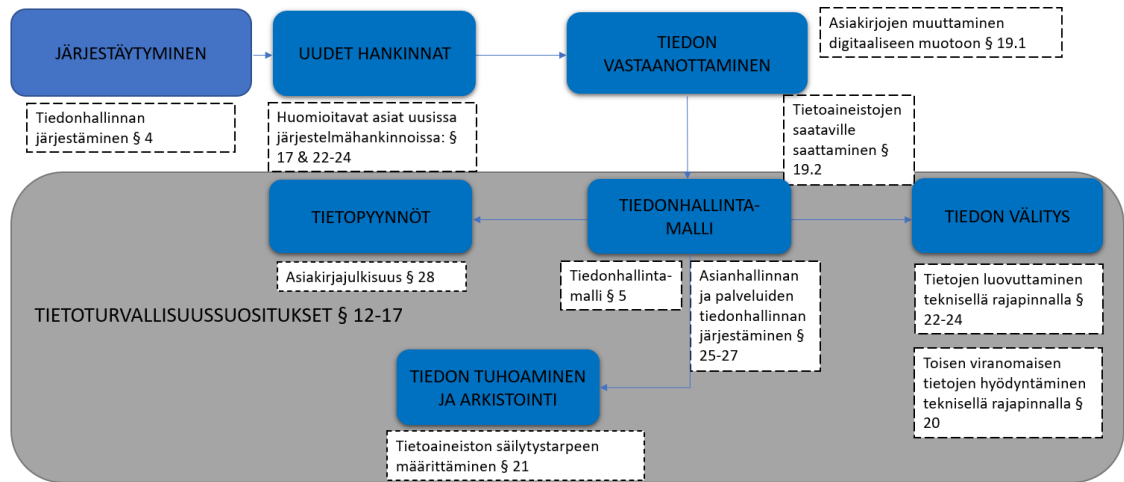 JÄRJESTÄYTYMINEN
Tiedonhallinnan
järjestäminen § 4
UUDET HANKINNAT
Huomioitavat asiat uusissa
järjestelmähankinnoissa: §
17 & 22-24
TIEDON
VASTAANOTTAMINEN
Asiakirjojen muuttaminen
digitaaliseen muotoon § 19.1
Tietoaineistojen
saataville
saattaminen §
19.2
TIETOPYYNNÖT
Asiakirjajulkisuus § 28
TIEDONHALLINTA-
MALLI
Tiedonhallinta-
malli § 5
Asianhallinnan
ja palveluiden
tiedonhallinnan
järjestäminen §
25-27
TIEDON VÄLITYS
Tietojen luovuttaminen
teknisellä rajapinnalla §
22-24
Toisen viranomaisen
tietojen hyödyntäminen
teknisellä rajapinnalla §
20
TIETOTURVALLISUUSSUOSITUKSET § 12-17
TIEDON TUHOAMINEN
JA ARKISTOINTI
Tietoaineiston säilytystarpeen
määrittäminen § 21